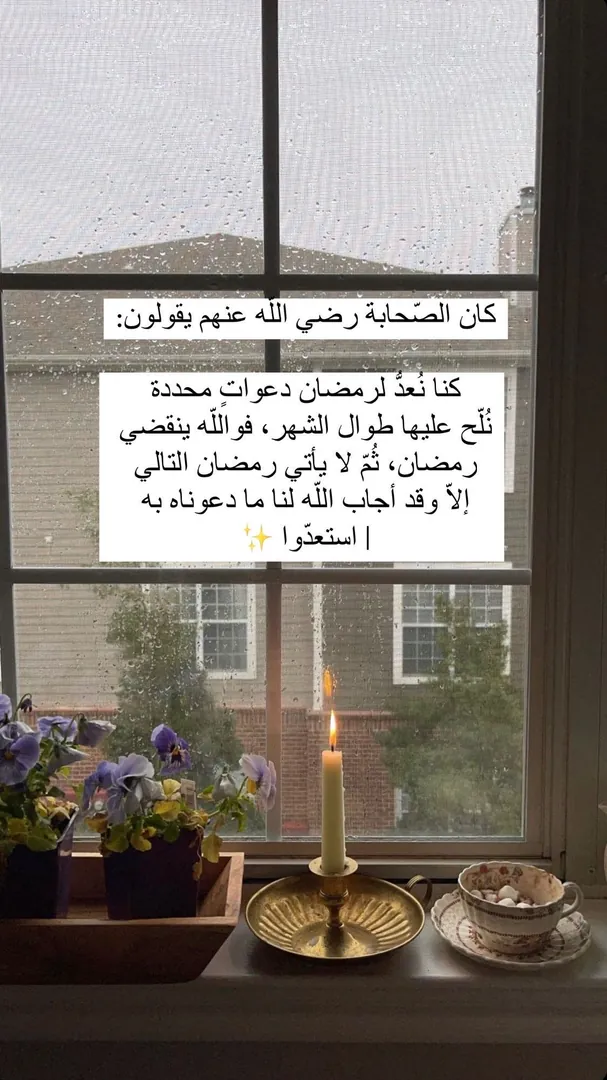 كان الصّحابة رضي اللّه عنهم يقولون:
كنا نُعدُّ لرمضان دعواتٍ محددة
نُلّح عليها طوال الشهر، فواللّه ينقضي
رمضان، ثُمّ لا يأتي رمضان التالي
إلاّ وقد أجاب اللّه لنا ما دعوناه به
| استعدّوا ✨